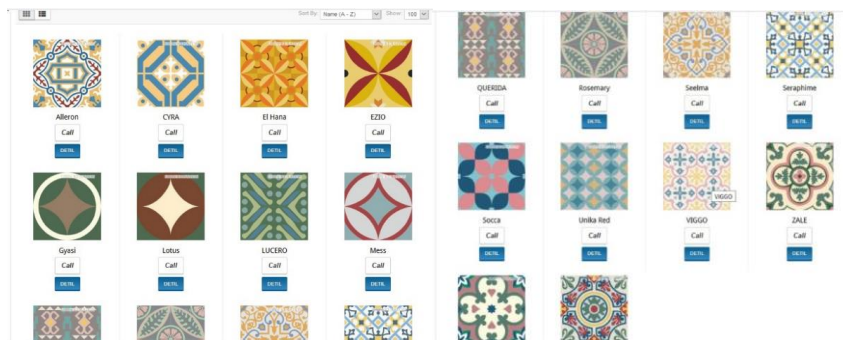 Sort By: Name (A - Z) Show: 100
Alleron CYRA El Hana EZIO
Call Call Call Call
DETIL DETIL DETIL DETIL
Gyasi Lotus LUCERO Mess
Call Call Call Call
DETIL DETIL DETIL DETIL
QUERIDA Rosemary Seelma Seraphime
Call Call Call Call
DETIL DETIL DETIL DETIL
VIGGO
Socca Unika Red VIGGO ZALE
Call Call Call Call
DETIL DETIL DETIL DETIL